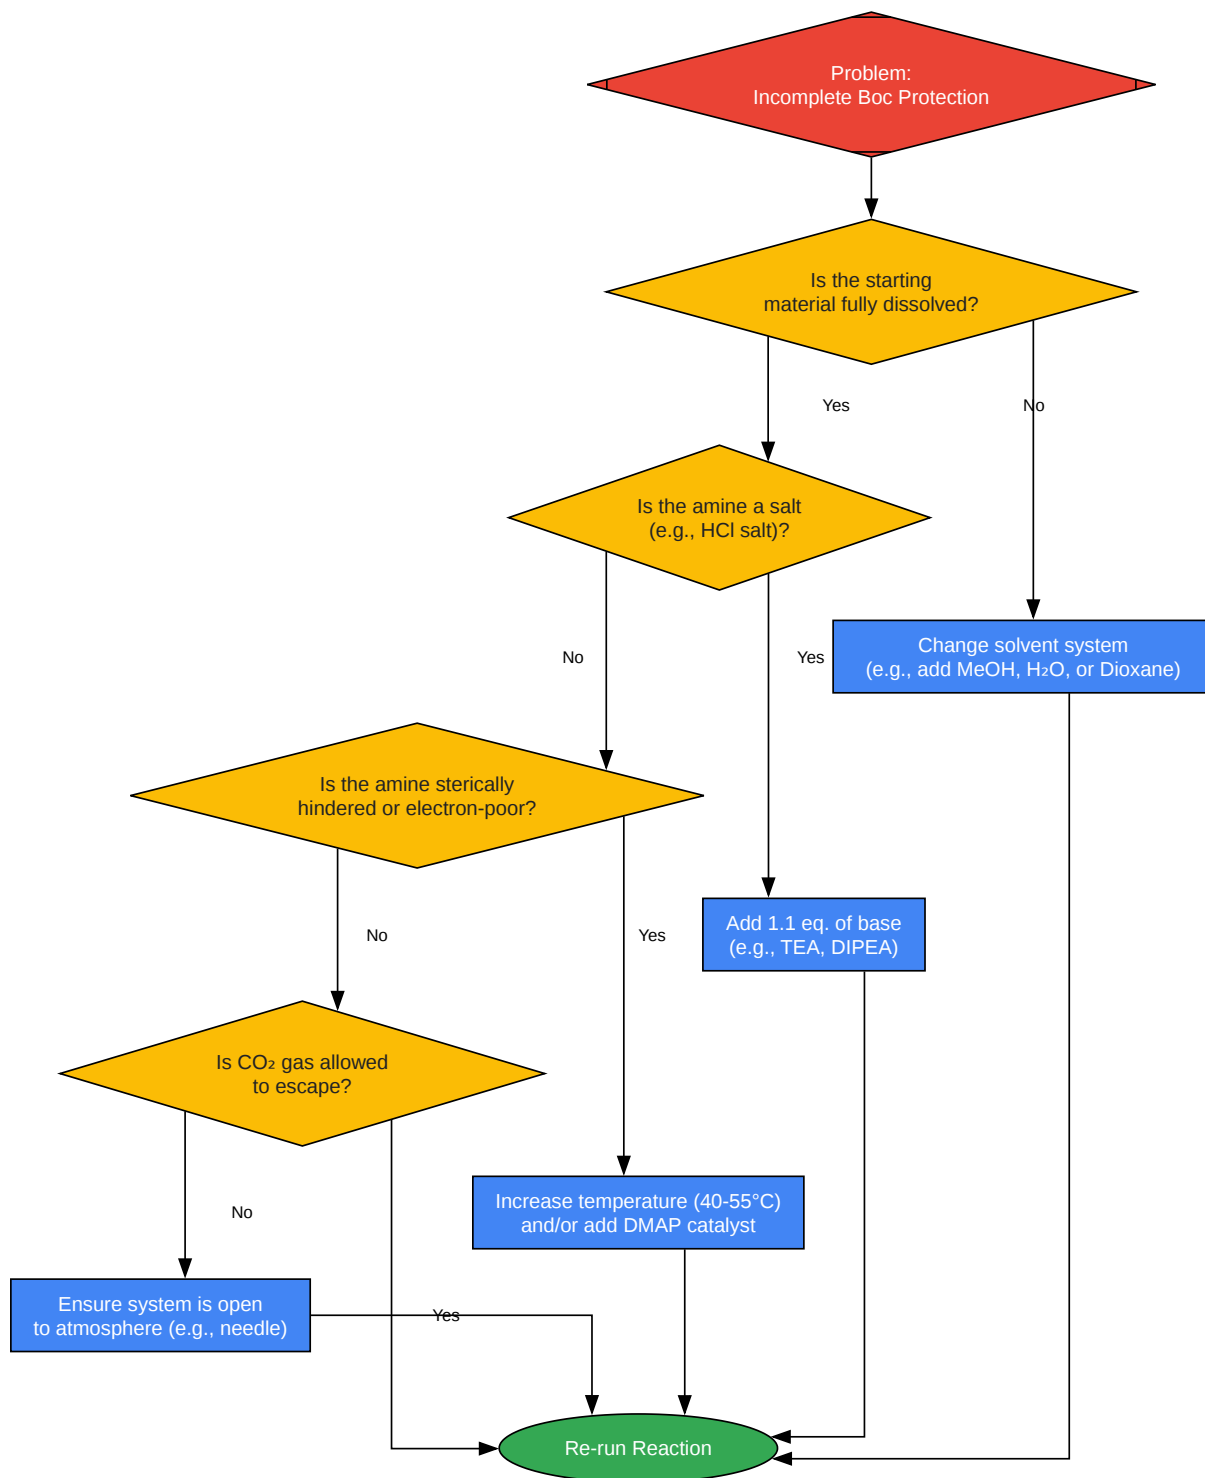 Problem:
Incomplete Boc Protection
Is the starting
material fully dissolved?
Yes
No
Is the amine a salt
(e.g., HCl salt)?
No
Yes
Change solvent system
(e.g., add MeOH, H₂O, or Dioxane)
Is the amine sterically
hindered or electron-poor?
No
Yes
Add 1.1 eq. of base
(e.g., TEA, DIPEA)
Is CO₂ gas allowed
to escape?
No
Increase temperature (40-55°C)
and/or add DMAP catalyst
Ensure system is open
to atmosphere (e.g., needle)
Yes
Re-run Reaction